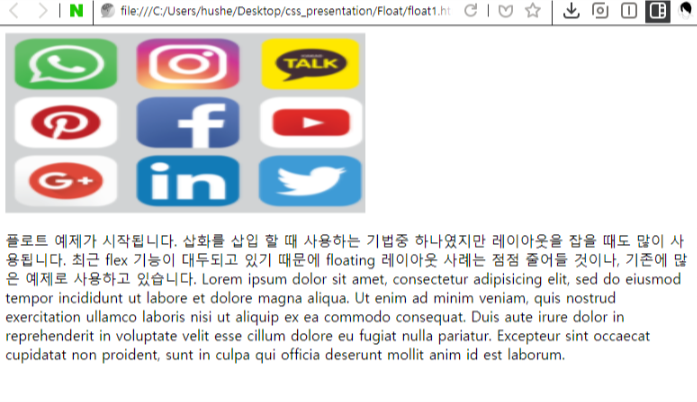 N
file:///C:/Users/hushe/Desktop/css_presentation/Float/float1.ht
TALK
f
G+
in
플로트 예제가 시작됩니다. 삽화를 삽입 할 때 사용하는 기법중 하나였지만 레이아웃을 잡을 때도 많이 사
용됩니다. 최근 flex 기능이 대두되고 있기 때문에 floating 레이아웃 사례는 점점 줄어들 것이나, 기존에 많
은 예제로 사용하고 있습니다. Lorem ipsum dolor sit amet, consectetur adipisicing elit, sed do eiusmod
tempor incididunt ut labore et dolore magna aliqua. Ut enim ad minim veniam, quis nostrud
exercitation ullamco laboris nisi ut aliquip ex ea commodo consequat. Duis aute irure dolor in
reprehenderit in voluptate velit esse cillum dolore eu fugiat nulla pariatur. Excepteur sint occaecat
cupidatat non proident, sunt in culpa qui officia deserunt mollit anim id est laborum.